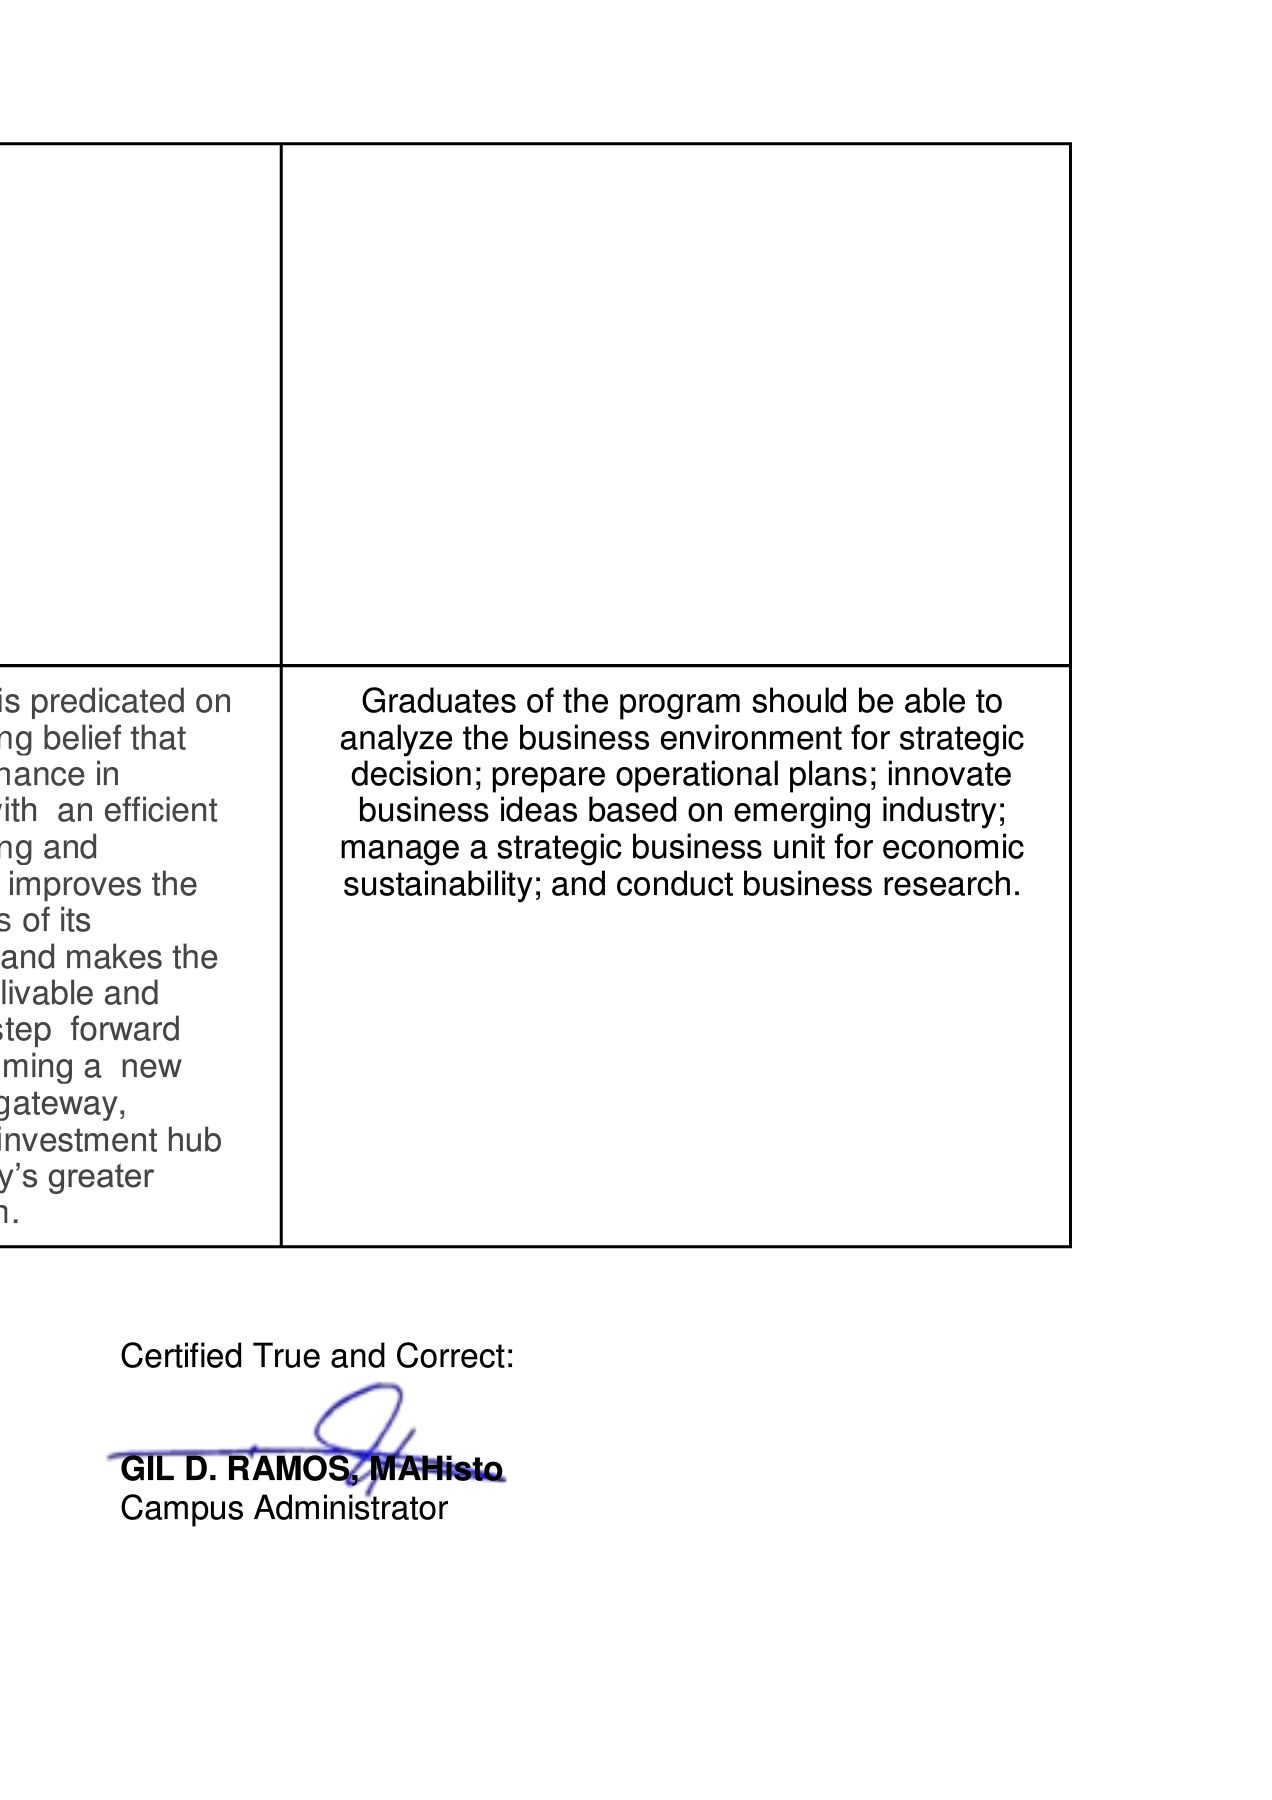 is predicated on
ng belief that
nance in
with  an efficient
ng and
improves the
s of its
and makes the
livable and
step  forward
ming a  new
gateway,
investment hub
y’s greater
n.
Graduates of the program should be able to
analyze the business environment for strategic
decision; prepare operational plans; innovate
business ideas based on emerging industry;
manage a strategic business unit for economic
sustainability; and conduct business research.
Certified True and Correct:
GIL D. RAMOS, MAHisto
Campus Administrator